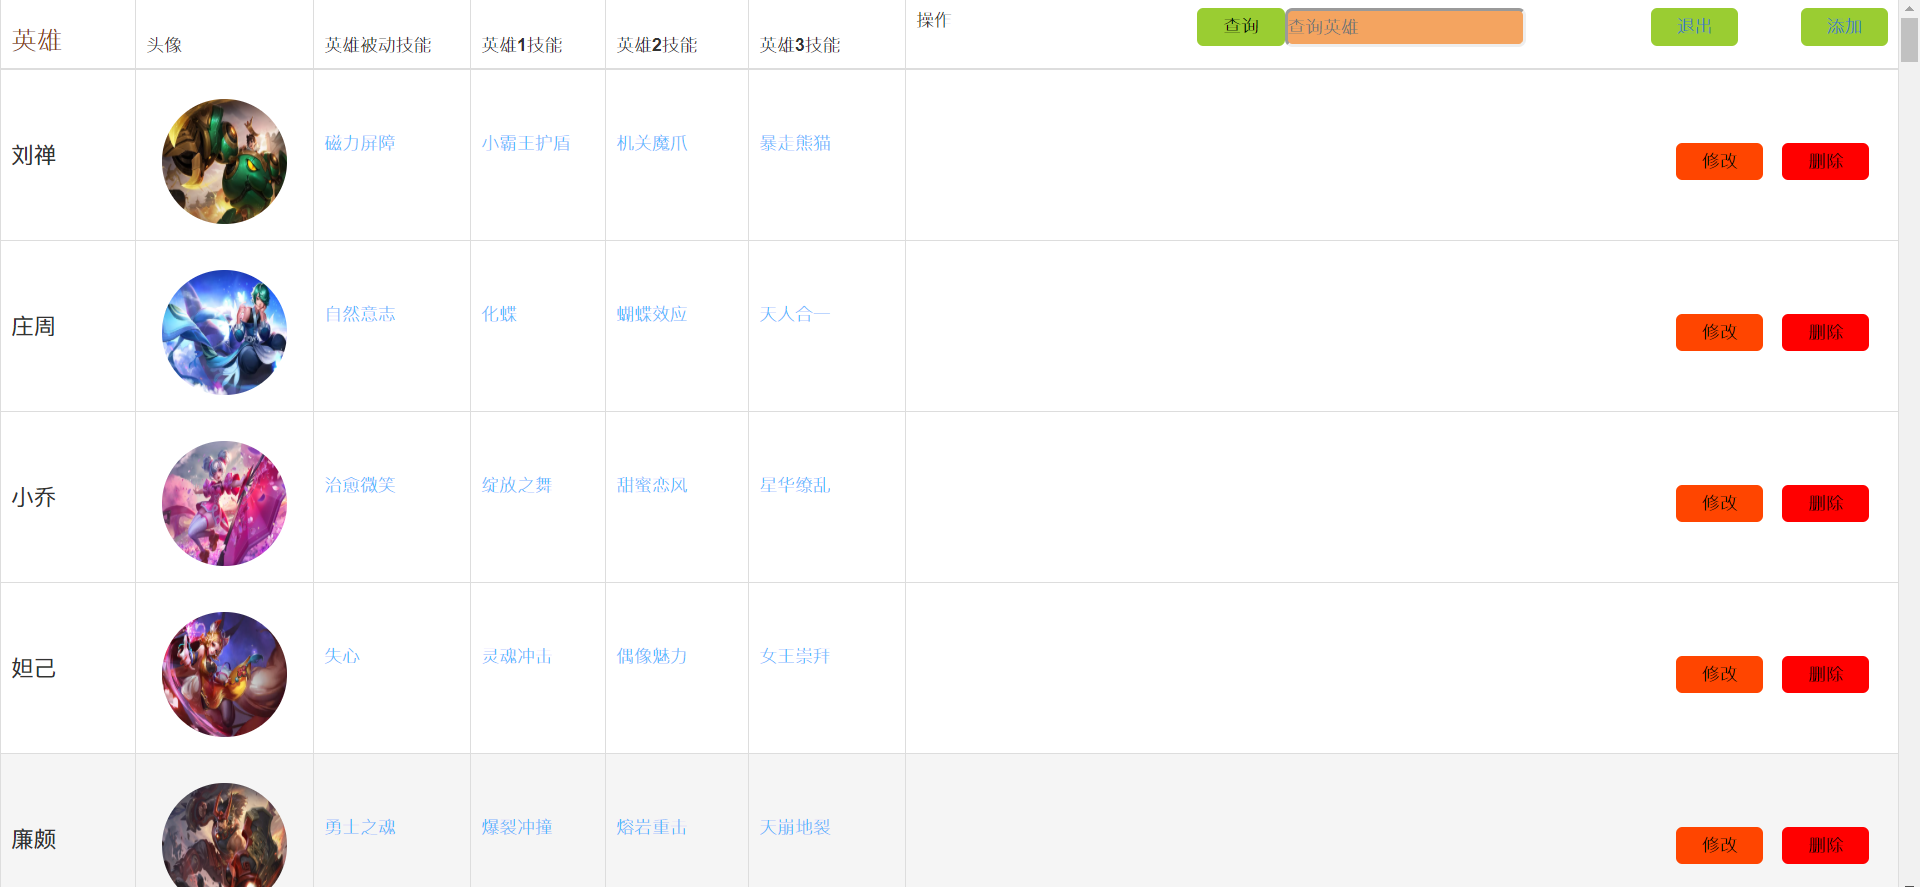 英雄 头像 英雄被动技能 英雄1技能 英雄2技能 英雄3技能 操作 查询 查询英雄 退出 添加
刘禅 磁力屏障 小霸王护盾 机关魔爪 暴走熊猫 修改 删除
庄周 自然意志 化蝶 蝴蝶效应 天人合一 修改 删除
小乔 治愈微笑 绽放之舞 甜蜜恋风 星华缭乱 修改 删除
妲己 失心 灵魂冲击 偶像魅力 女王崇拜 修改 删除
廉颇 勇士之魂 爆裂冲撞 熔岩重击 天崩地裂 修改 删除